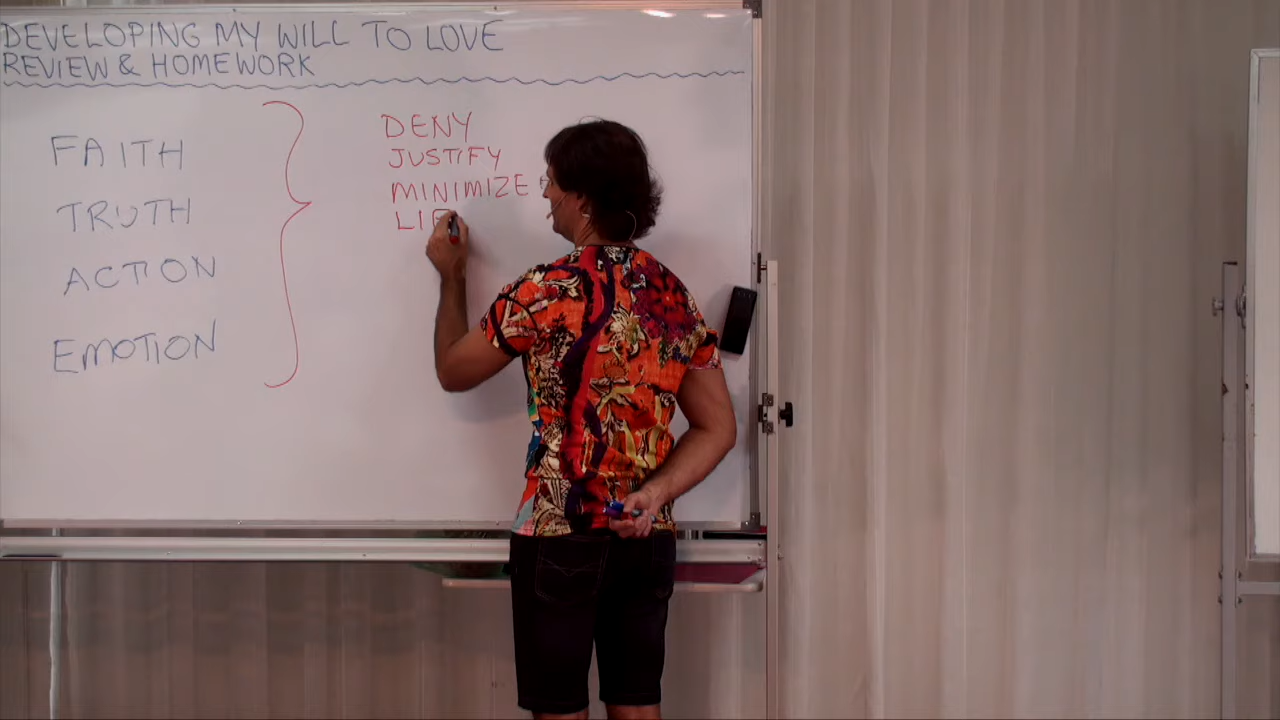 DEVELOPING MY WILL TO LOVE
REVIEW & HOMEWORK
FAITH
TRUTH
ACTION
EMOTION
DENY
JUSTIFY
MINIMIZE